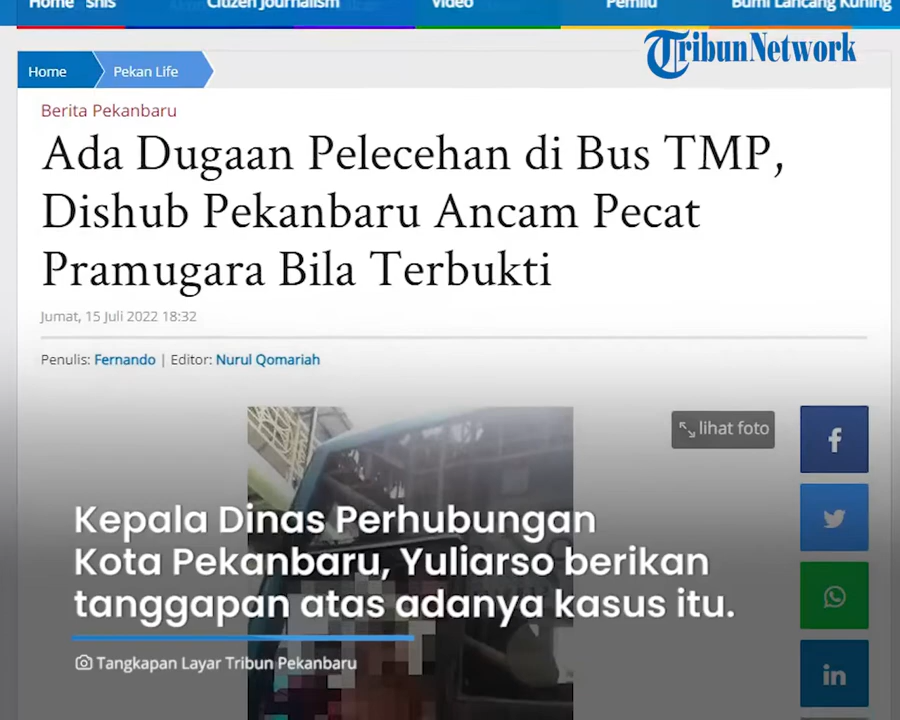 Home
snis
Citizen Journalism
Video
Pemilu
Bumi Lancang Kuning
TribunNetwork
Home
Pekan Life
Berita Pekanbaru
Ada Dugaan Pelecehan di Bus TMP,
Dishub Pekanbaru Ancam Pecat
Pramugara Bila Terbukti
Jumat, 15 Juli 2022 18:32
Penulis: Fernando | Editor: Nurul Qomariah
lihat foto
Kepala Dinas Perhubungan
Kota Pekanbaru, Yuliarso berikan
tanggapan atas adanya kasus itu.
Tangkapan Layar Tribun Pekanbaru